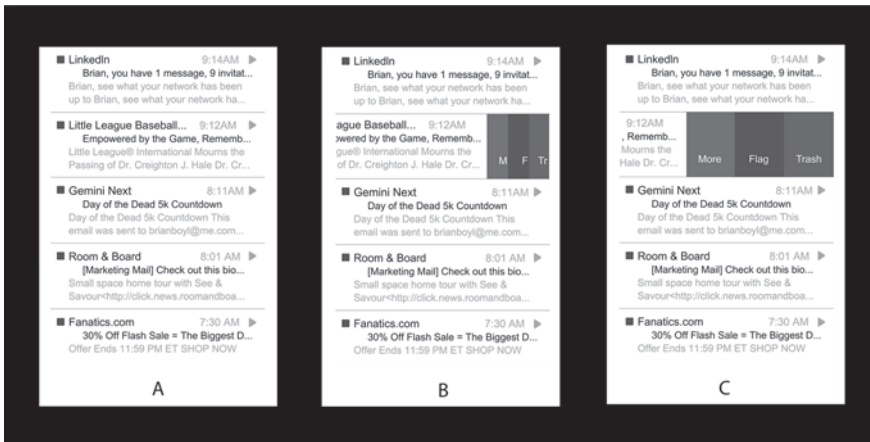 LinkedIn 9:14AM
Brian, you have 1 message, 9 invitat...
Brian, see what your network has been
up to Brian, see what your network ha...
Little League Baseball... 9:12AM
Empowered by the Game, Rememb...
Little League® International Mourns the
Passing of Dr. Creighton J. Hale Dr. Cr...
Gemini Next 8:11AM
Day of the Dead 5k Countdown
Day of the Dead 5k Countdown This
email was sent to brianboyl@me.com...
Room & Board 8:01 AM
[Marketing Mail] Check out this bio...
Small space home tour with See &
Savour<http://click.news.roomandboa...
Fanatics.com 7:30 AM
30% Off Flash Sale = The Biggest D...
Offer Ends 11:59 PM ET SHOP NOW
A
LinkedIn 9:14AM
Brian, you have 1 message, 9 invitat...
Brian, see what your network has been
up to Brian, see what your network ha...
ague Baseball... 9:12AM
owered by the Game, Rememb...
gue® International Mourns the
of Dr. Creighton J. Hale Dr. Cr...
M F Tr
Gemini Next 8:11AM
Day of the Dead 5k Countdown
Day of the Dead 5k Countdown This
email was sent to brianboyl@me.com...
Room & Board 8:01 AM
[Marketing Mail] Check out this bio...
Small space home tour with See &
Savour<http://click.news.roomandboa...
Fanatics.com 7:30 AM
30% Off Flash Sale = The Biggest D...
Offer Ends 11:59 PM ET SHOP NOW
B
LinkedIn 9:14AM
Brian, you have 1 message, 9 invitat...
Brian, see what your network has been
up to Brian, see what your network ha...
9:12AM
, Rememb...
Mourns the
Hale Dr. Cr...
More Flag Trash
Gemini Next 8:11AM
Day of the Dead 5k Countdown
Day of the Dead 5k Countdown This
email was sent to brianboyl@me.com...
Room & Board 8:01 AM
[Marketing Mail] Check out this bio...
Small space home tour with See &
Savour<http://click.news.roomandboa...
Fanatics.com 7:30 AM
30% Off Flash Sale = The Biggest D...
Offer Ends 11:59 PM ET SHOP NOW
C